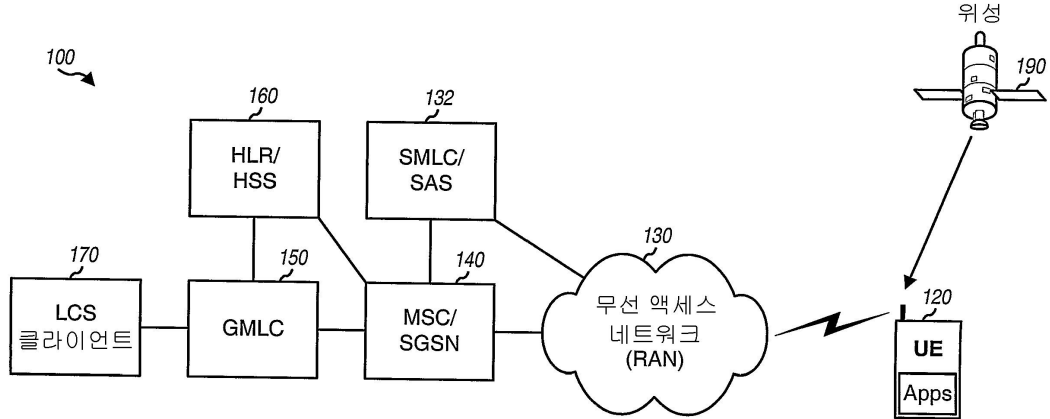 위성
100
190
160
132
HLR/
HSS
SMLC/
SAS
130
170
150
140
120
LCS
클라이언트
GMLC
MSC/
SGSN
무선 액세스
네트워크
(RAN)
UE
Apps